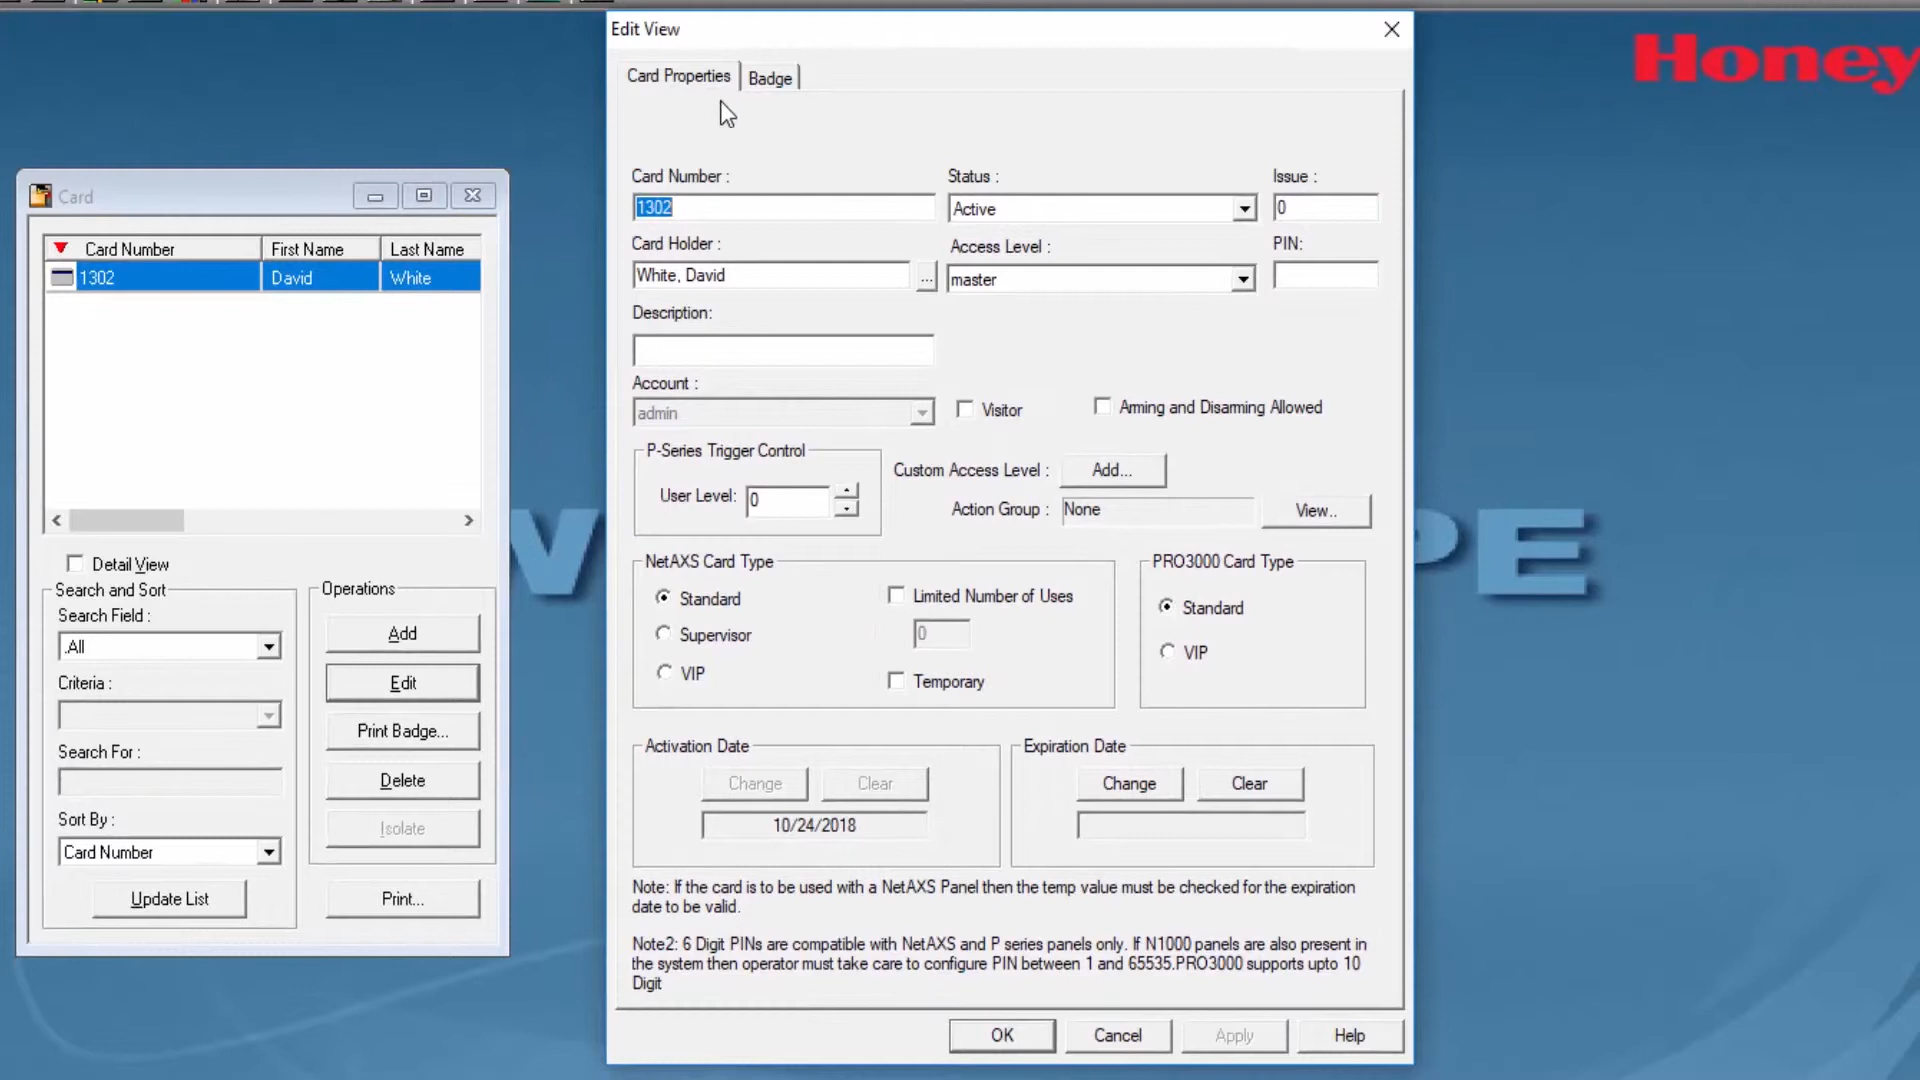 Honey
Edit View
Card Properties
Badge
Card Number :
Status :
Issue :
1302
Active
0
Card Holder :
Access Level :
PIN:
White, David
...
master
Description:
Account :
admin
Visitor
Arming and Disarming Allowed
P-Series Trigger Control
User Level:
0
Custom Access Level :
Add...
Action Group :
None
View..
NetAXS Card Type
Standard
Supervisor
VIP
Limited Number of Uses
0
Temporary
PRO3000 Card Type
Standard
VIP
Activation Date
Change
Clear
10/24/2018
Expiration Date
Change
Clear
Note: If the card is to be used with a NetAXS Panel then the temp value must be checked for the expiration
date to be valid.
Note2: 6 Digit PINs are compatible with NetAXS and P series panels only. If N1000 panels are also present in
the system then operator must take care to configure PIN between 1 and 65535.PRO3000 supports upto 10
Digit
OK
Cancel
Apply
Help
Card
Card Number
First Name
Last Name
1302
David
White
Detail View
Search and Sort
Search Field :
.All
Criteria :
Search For :
Sort By :
Card Number
Update List
Operations
Add
Edit
Print Badge...
Delete
Isolate
Print...
W
PE